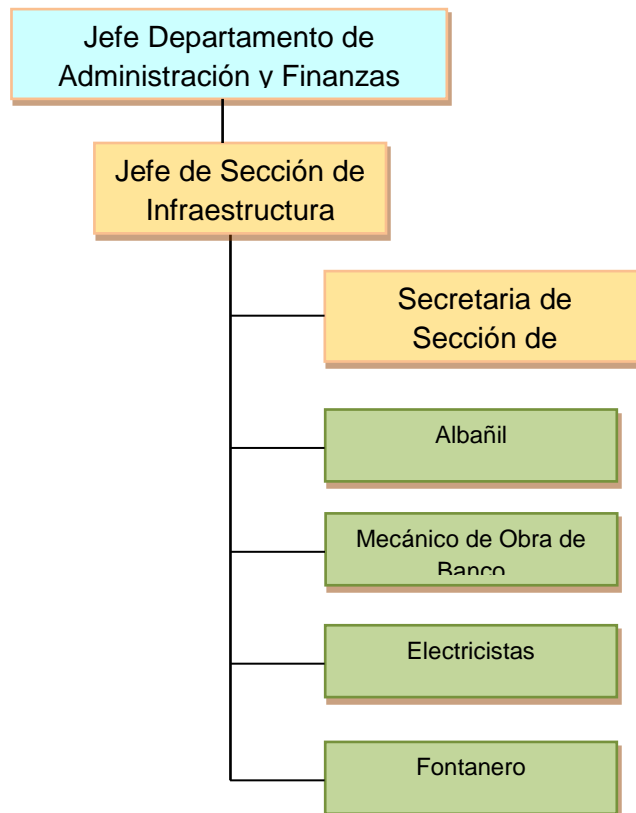 Jefe Departamento de
Administración y Finanzas
Jefe de Sección de
Infraestructura
Secretaria de
Sección de
Albañil
Mecánico de Obra de
Banco
Electricistas
Fontanero